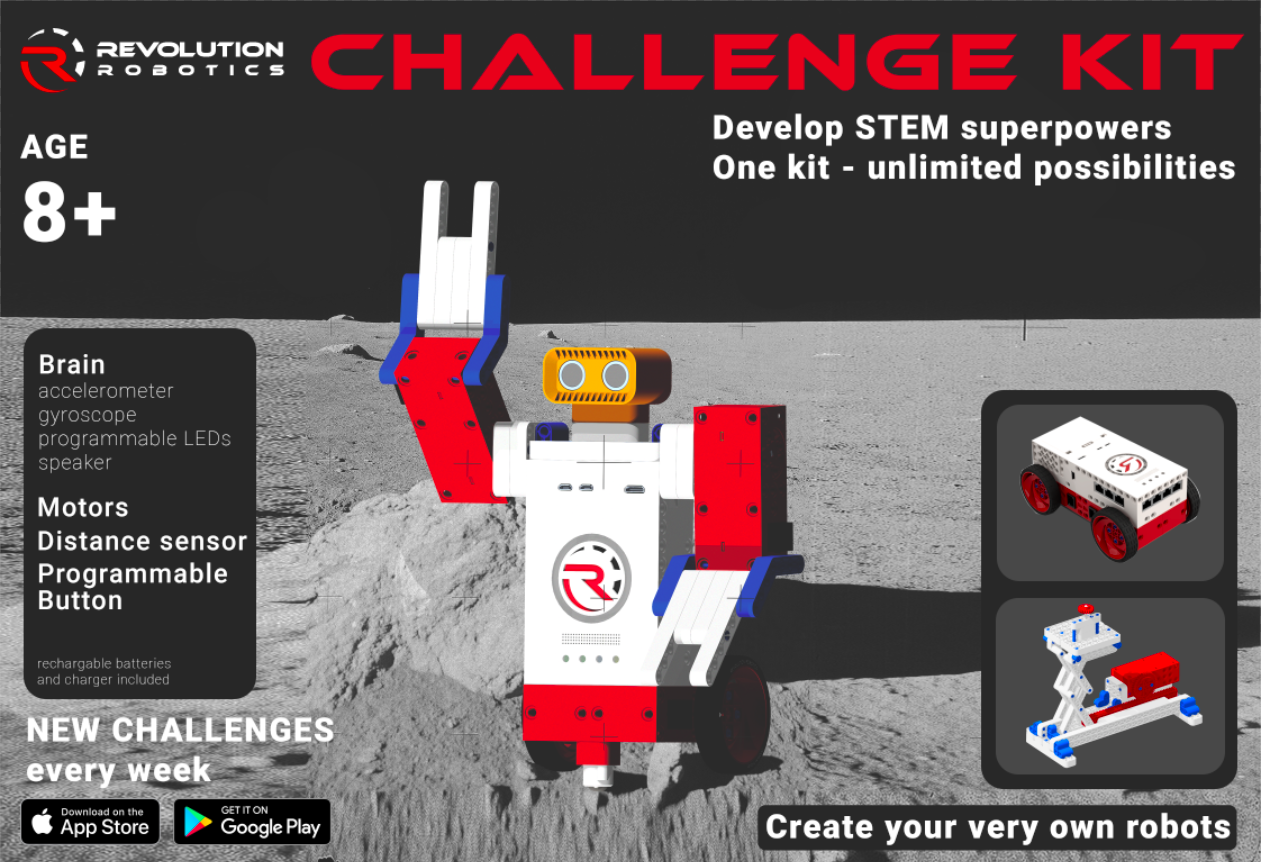 REVOLUTION
ROBOTICS
CHALLENGE KIT
Develop STEM superpowers
One kit - unlimited possibilities
AGE
8+
Brain
accelerometer
gyroscope
programmable LEDs
speaker
Motors
Distance sensor
Programmable
Button
rechargable batteries
and charger included
NEW CHALLENGES
every week
Download on the
App Store
GET IT ON
Google Play
Create your very own robots